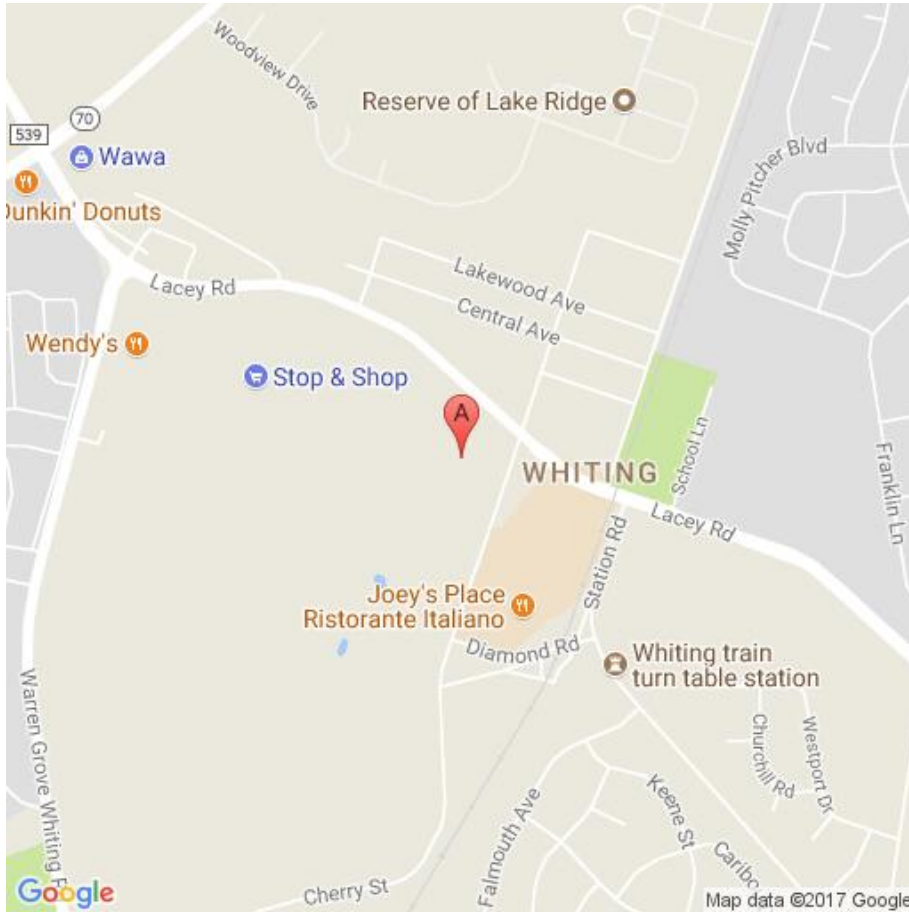 Woodview Drive
Reserve of Lake Ridge
70
539
Wawa
Dunkin' Donuts
Molly Pitcher Blvd
Lacey Rd
Lakewood Ave
Central Ave
Wendy's
Stop & Shop
A
WHITING
School Ln
Franklin Ln
Lacey Rd
Station Rd
Joey's Place
Ristorante Italiano
Diamond Rd
Whiting train
turn table station
Warren Grove Whiting R
Churchill Rd
Westport Dr
Keene St
Falmouth Ave
Caribo
Cherry St
Google
Map data ©2017 Google